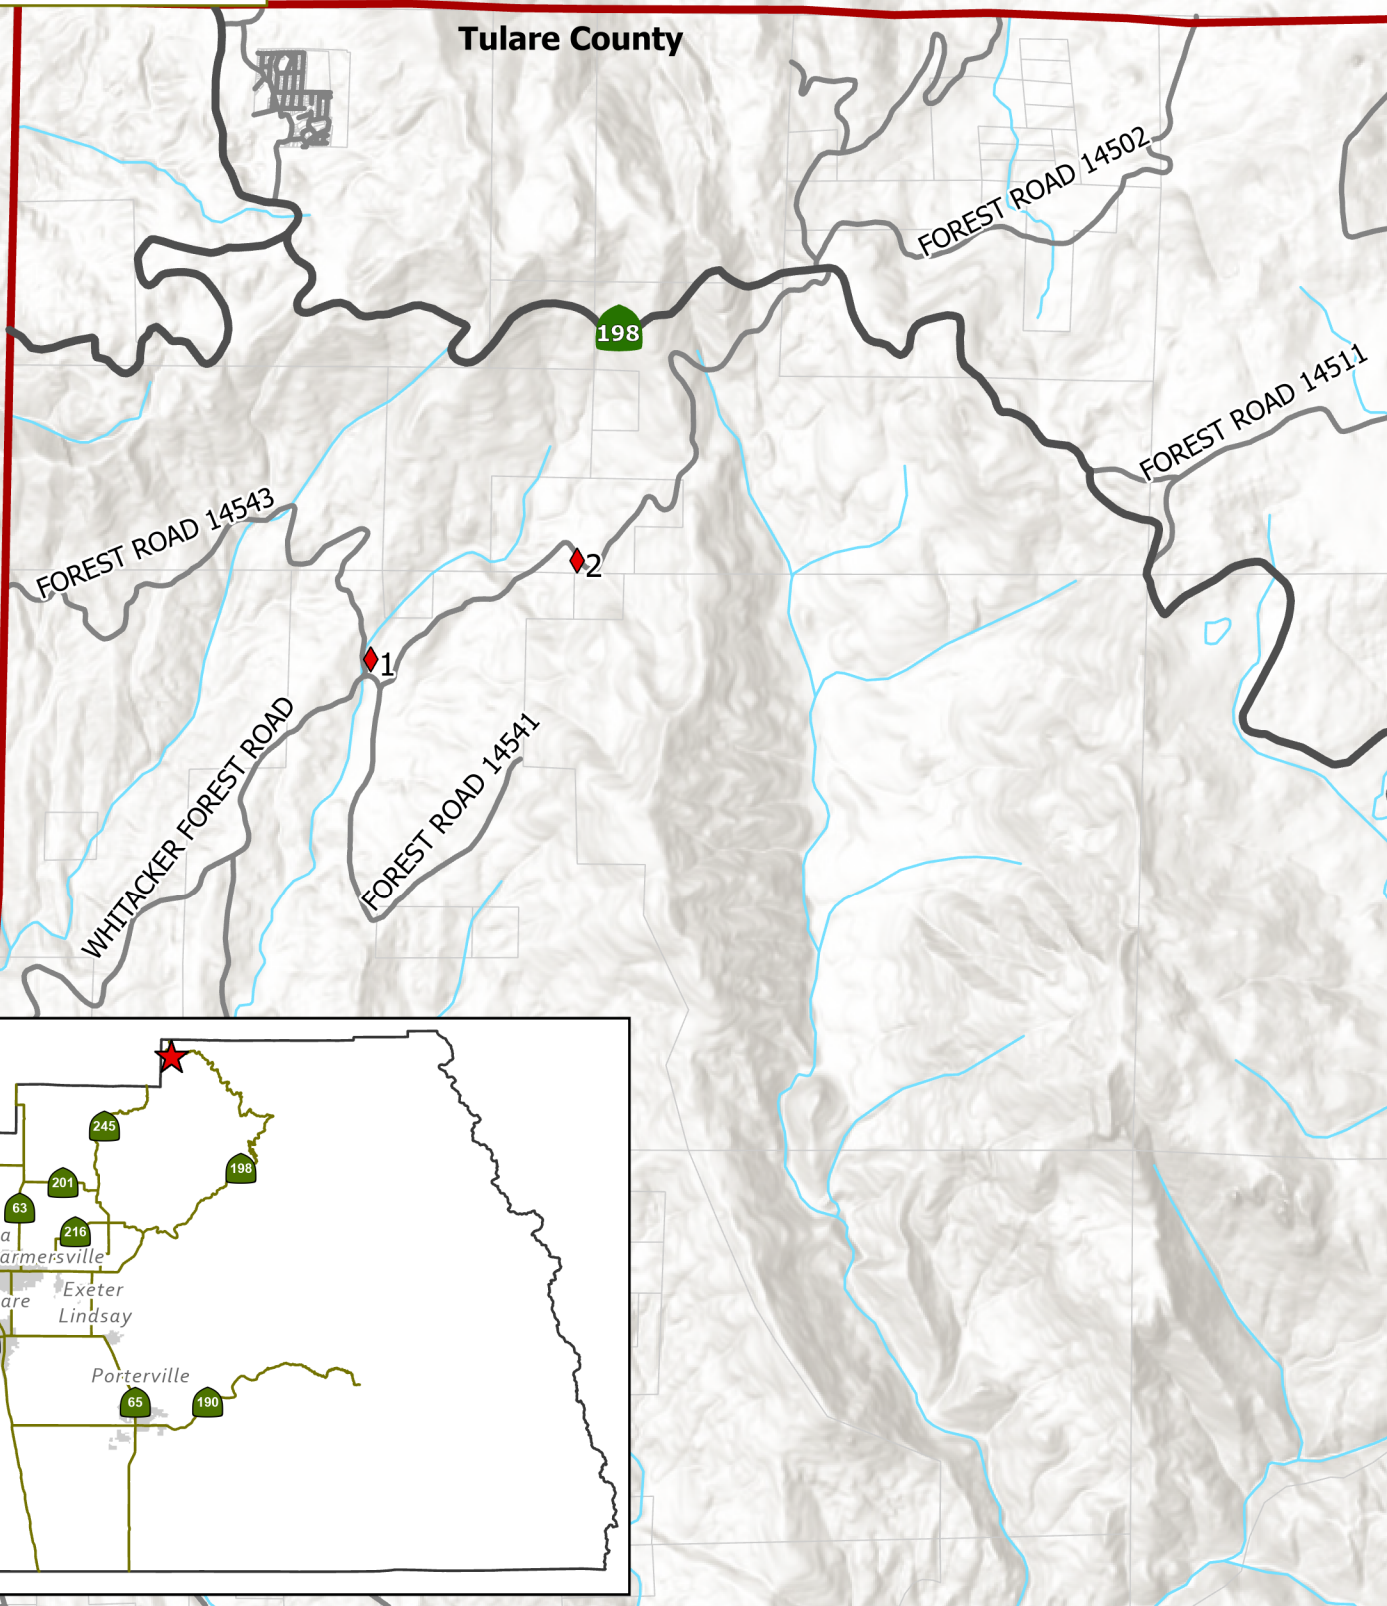 Tulare County
FOREST ROAD 14502
198
FOREST ROAD 14511
FOREST ROAD 14543
2
1
WHITACKER FOREST ROAD
FOREST ROAD 14541
245
198
201
63
216
a
armersville
Exeter
are
Lindsay
Porterville
65
190